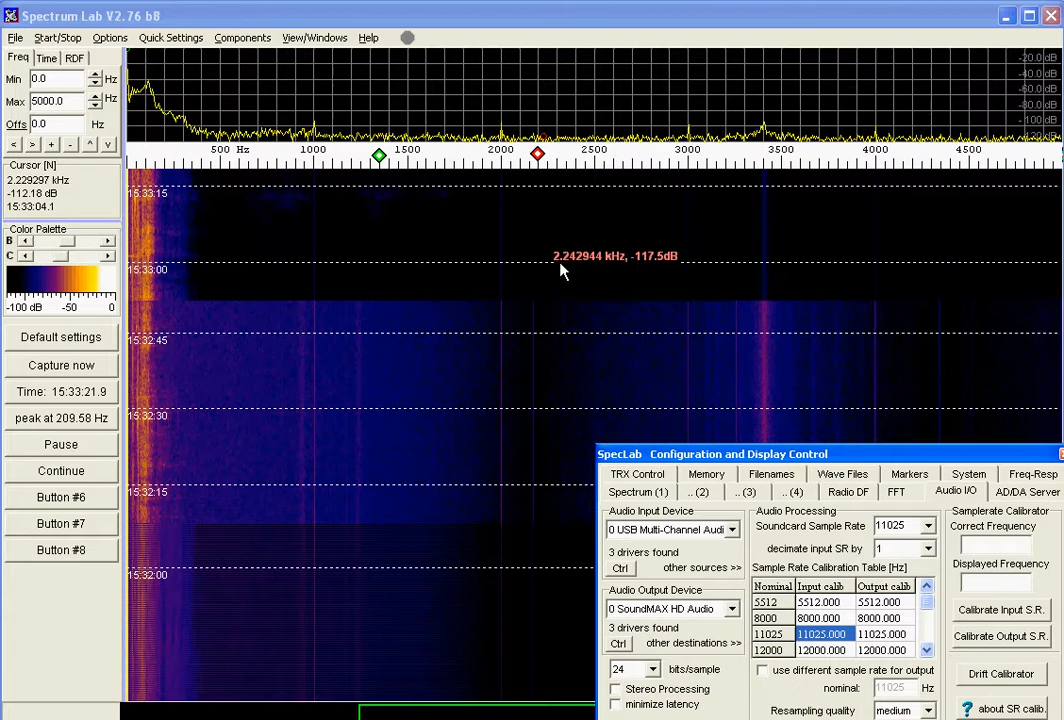 Spectrum Lab V2.76 b8
File Start/Stop Options Quick Settings Components View/Windows Help
Freq Time RDF
Min 0.0 Hz
Max 5000.0 Hz
Offs 0.0 Hz
< > + - ^ v
Cursor [N]
2.229297 kHz
-112.18 dB
15:33:04.1
Color Palette
B
C
-100 dB -50 0
Default settings
Capture now
Time: 15:33:21.9
peak at 209.58 Hz
Pause
Continue
Button #6
Button #7
Button #8
-20.0 dB
-40.0 dB
-60.0 dB
-80.0 dB
-100 dB
-120 dB
500 Hz 1000 1500 2000 2500 3000 3500 4000 4500
15:33:15
2.242944 kHz, -117.5dB
15:33:00
15:32:45
15:32:30
15:32:15
15:32:00
SpecLab Configuration and Display Control
TRX Control Memory Filenames Wave Files Markers System Freq-Resp
Spectrum (1) ..(2) ..(3) ..(4) Radio DF FFT Audio I/O AD/DA Server
Audio Input Device
0 USB Multi-Channel Audi
3 drivers found
Ctrl other sources >>
Audio Output Device
0 SoundMAX HD Audio
3 drivers found
Ctrl other destinations >>
24 bits/sample
Stereo Processing
minimize latency
Audio Processing
Soundcard Sample Rate 11025
decimate input SR by 1
Sample Rate Calibration Table [Hz]
Nominal Input calib Output calib
5512 5512.000 5512.000
8000 8000.000 8000.000
11025 11025.000 11025.000
12000 12000.000 12000.000
use different sample rate for output
nominal: 11025 Hz
Resampling quality medium
Samplerate Calibrator
Correct Frequency
Displayed Frequency
Calibrate Input S.R.
Calibrate Output S.R.
Drift Calibrator
? about SR calib.